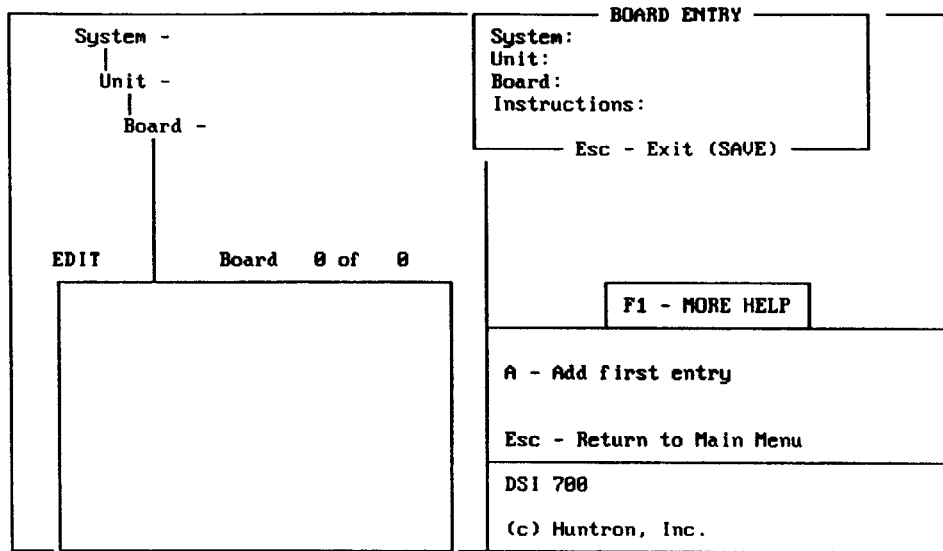 System -
Unit -
Board -
EDIT Board 0 of 0
BOARD ENTRY
System:
Unit:
Board:
Instructions:
Esc - Exit (SAVE)
F1 - MORE HELP
A - Add first entry
Esc - Return to Main Menu
DSI 700
(c) Huntron, Inc.